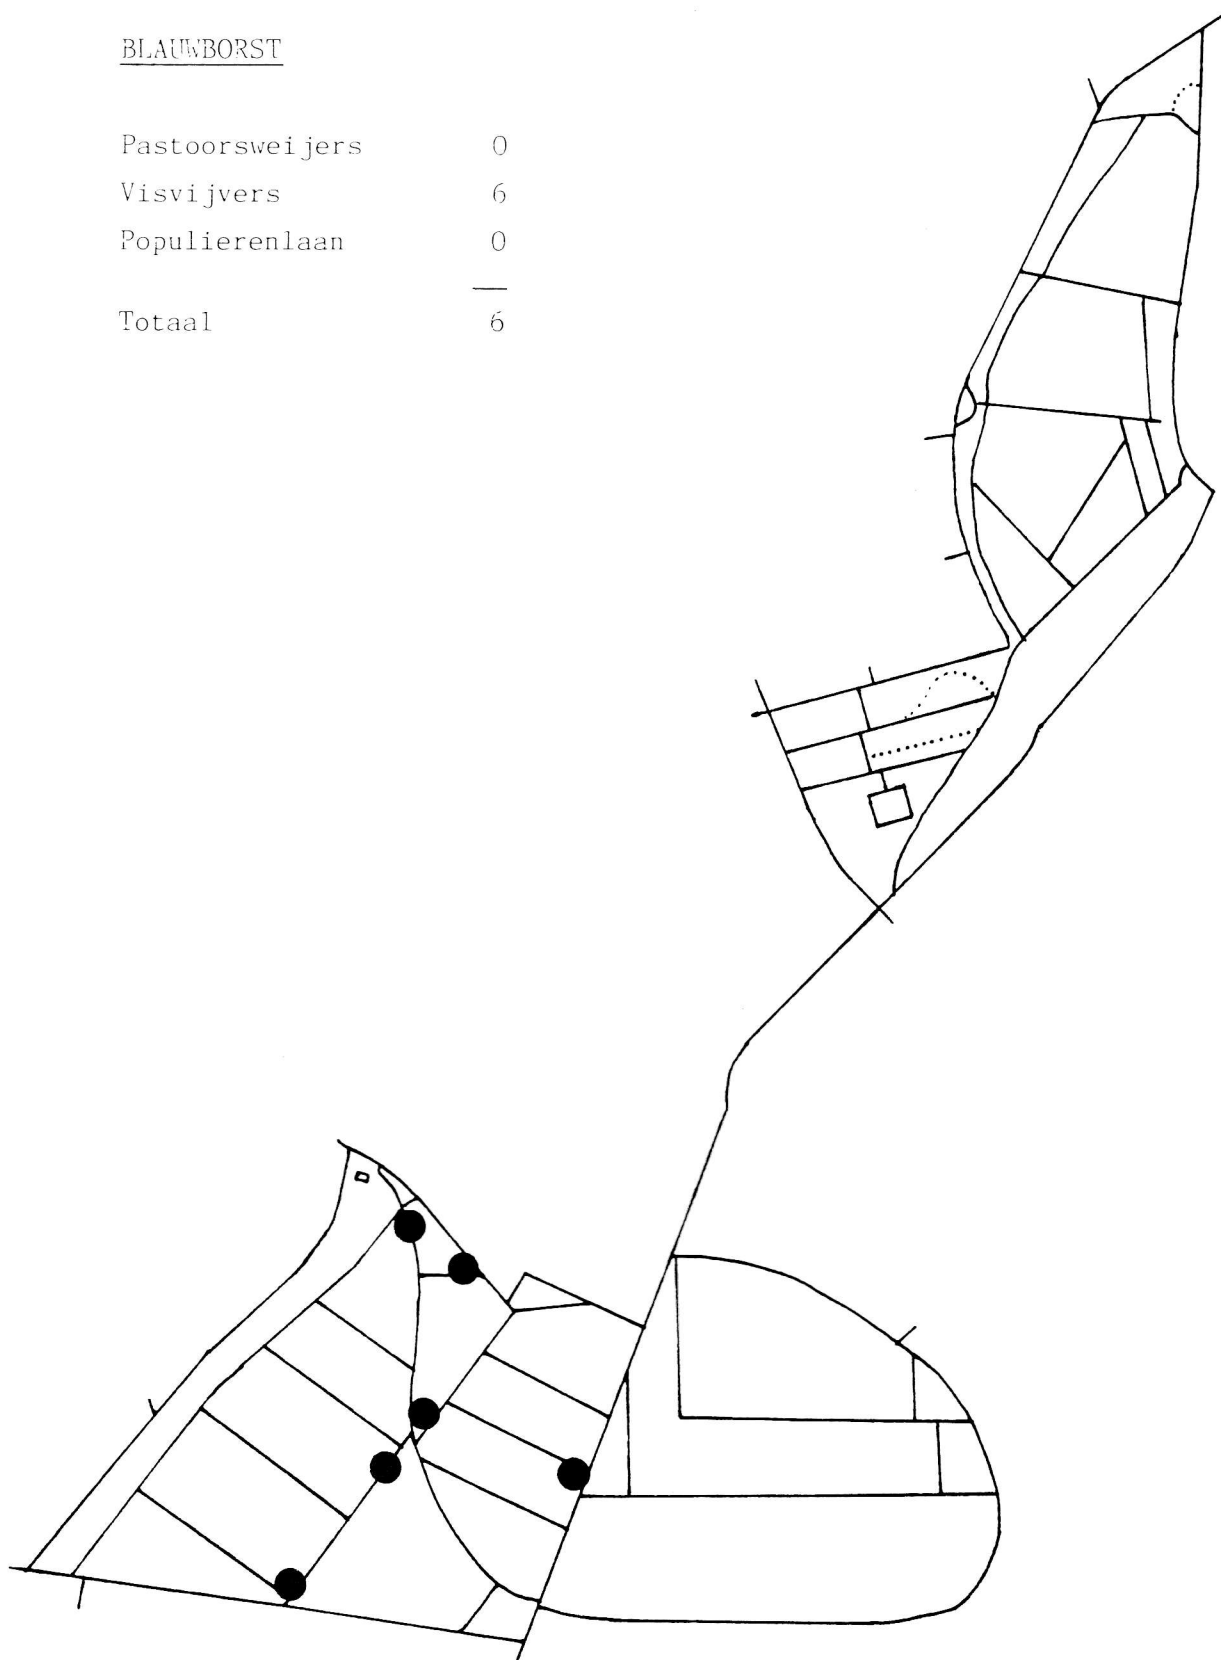 BLAUWBORST
Pastoorsweijers 0
Visvijvers 6
Populierenlaan 0
Totaal 6